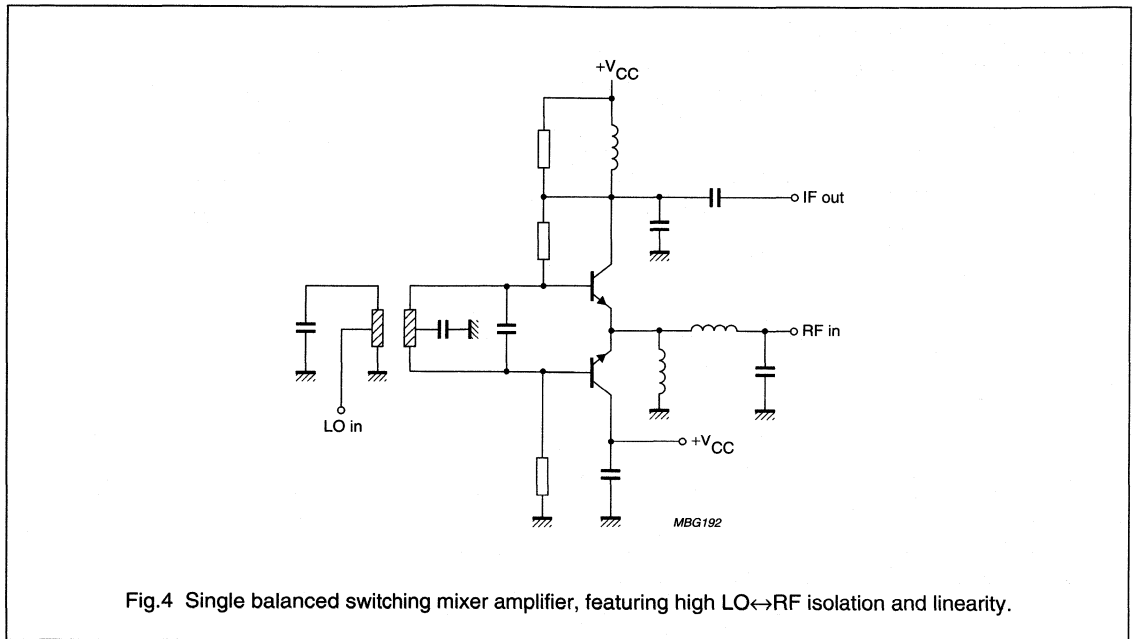 +VCC
IF out
RF in
LO in
+VCC
MBG192
Fig.4 Single balanced switching mixer amplifier, featuring high LO↔RF isolation and linearity.